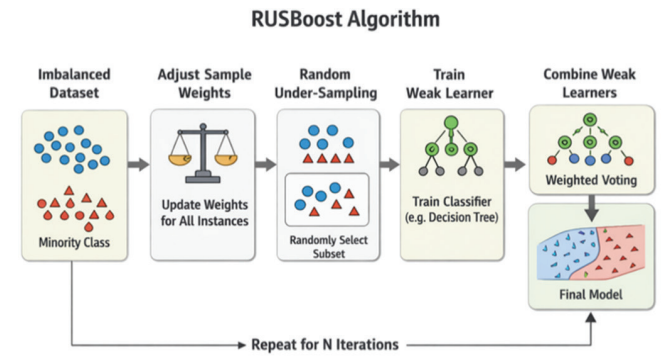 RUSBoost Algorithm
Imbalanced
Dataset
Adjust Sample
Weights
Random
Under-Sampling
Train
Weak Learner
Combine Weak
Learners
Minority Class
Update Weights
for All Instances
Randomly Select
Subset
Train Classifier
(e.g. Decision Tree)
Weighted Voting
Final Model
Repeat for N Iterations